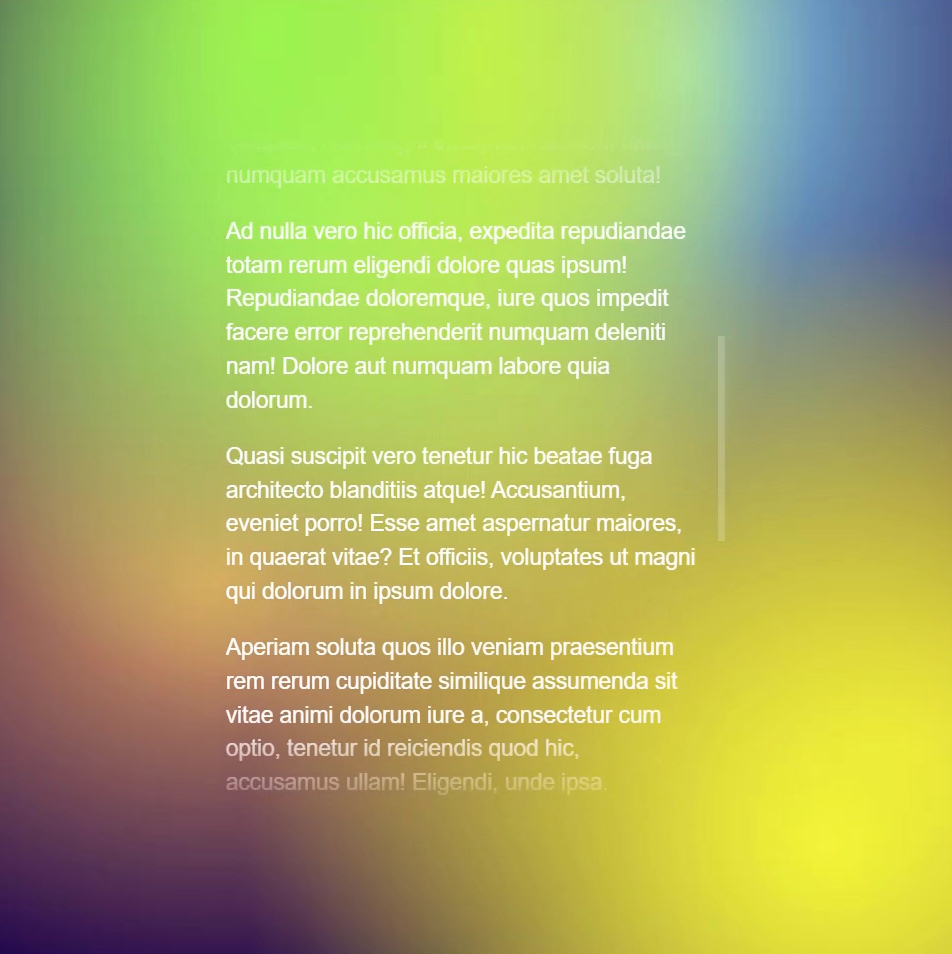 numquam accusamus maiores amet soluta!
Ad nulla vero hic officia, expedita repudiandae
totam rerum eligendi dolore quas ipsum!
Repudiandae doloremque, iure quos impedit
facere error reprehenderit numquam deleniti
nam! Dolore aut numquam labore quia
dolorum.
Quasi suscipit vero tenetur hic beatae fuga
architecto blanditiis atque! Accusantium,
eveniet porro! Esse amet aspernatur maiores,
in quaerat vitae? Et officiis, voluptates ut magni
qui dolorum in ipsum dolore.
Aperiam soluta quos illo veniam praesentium
rem rerum cupiditate similique assumenda sit
vitae animi dolorum iure a, consectetur cum
optio, tenetur id reiciendis quod hic,
accusamus ullam! Eligendi, unde ipsa.